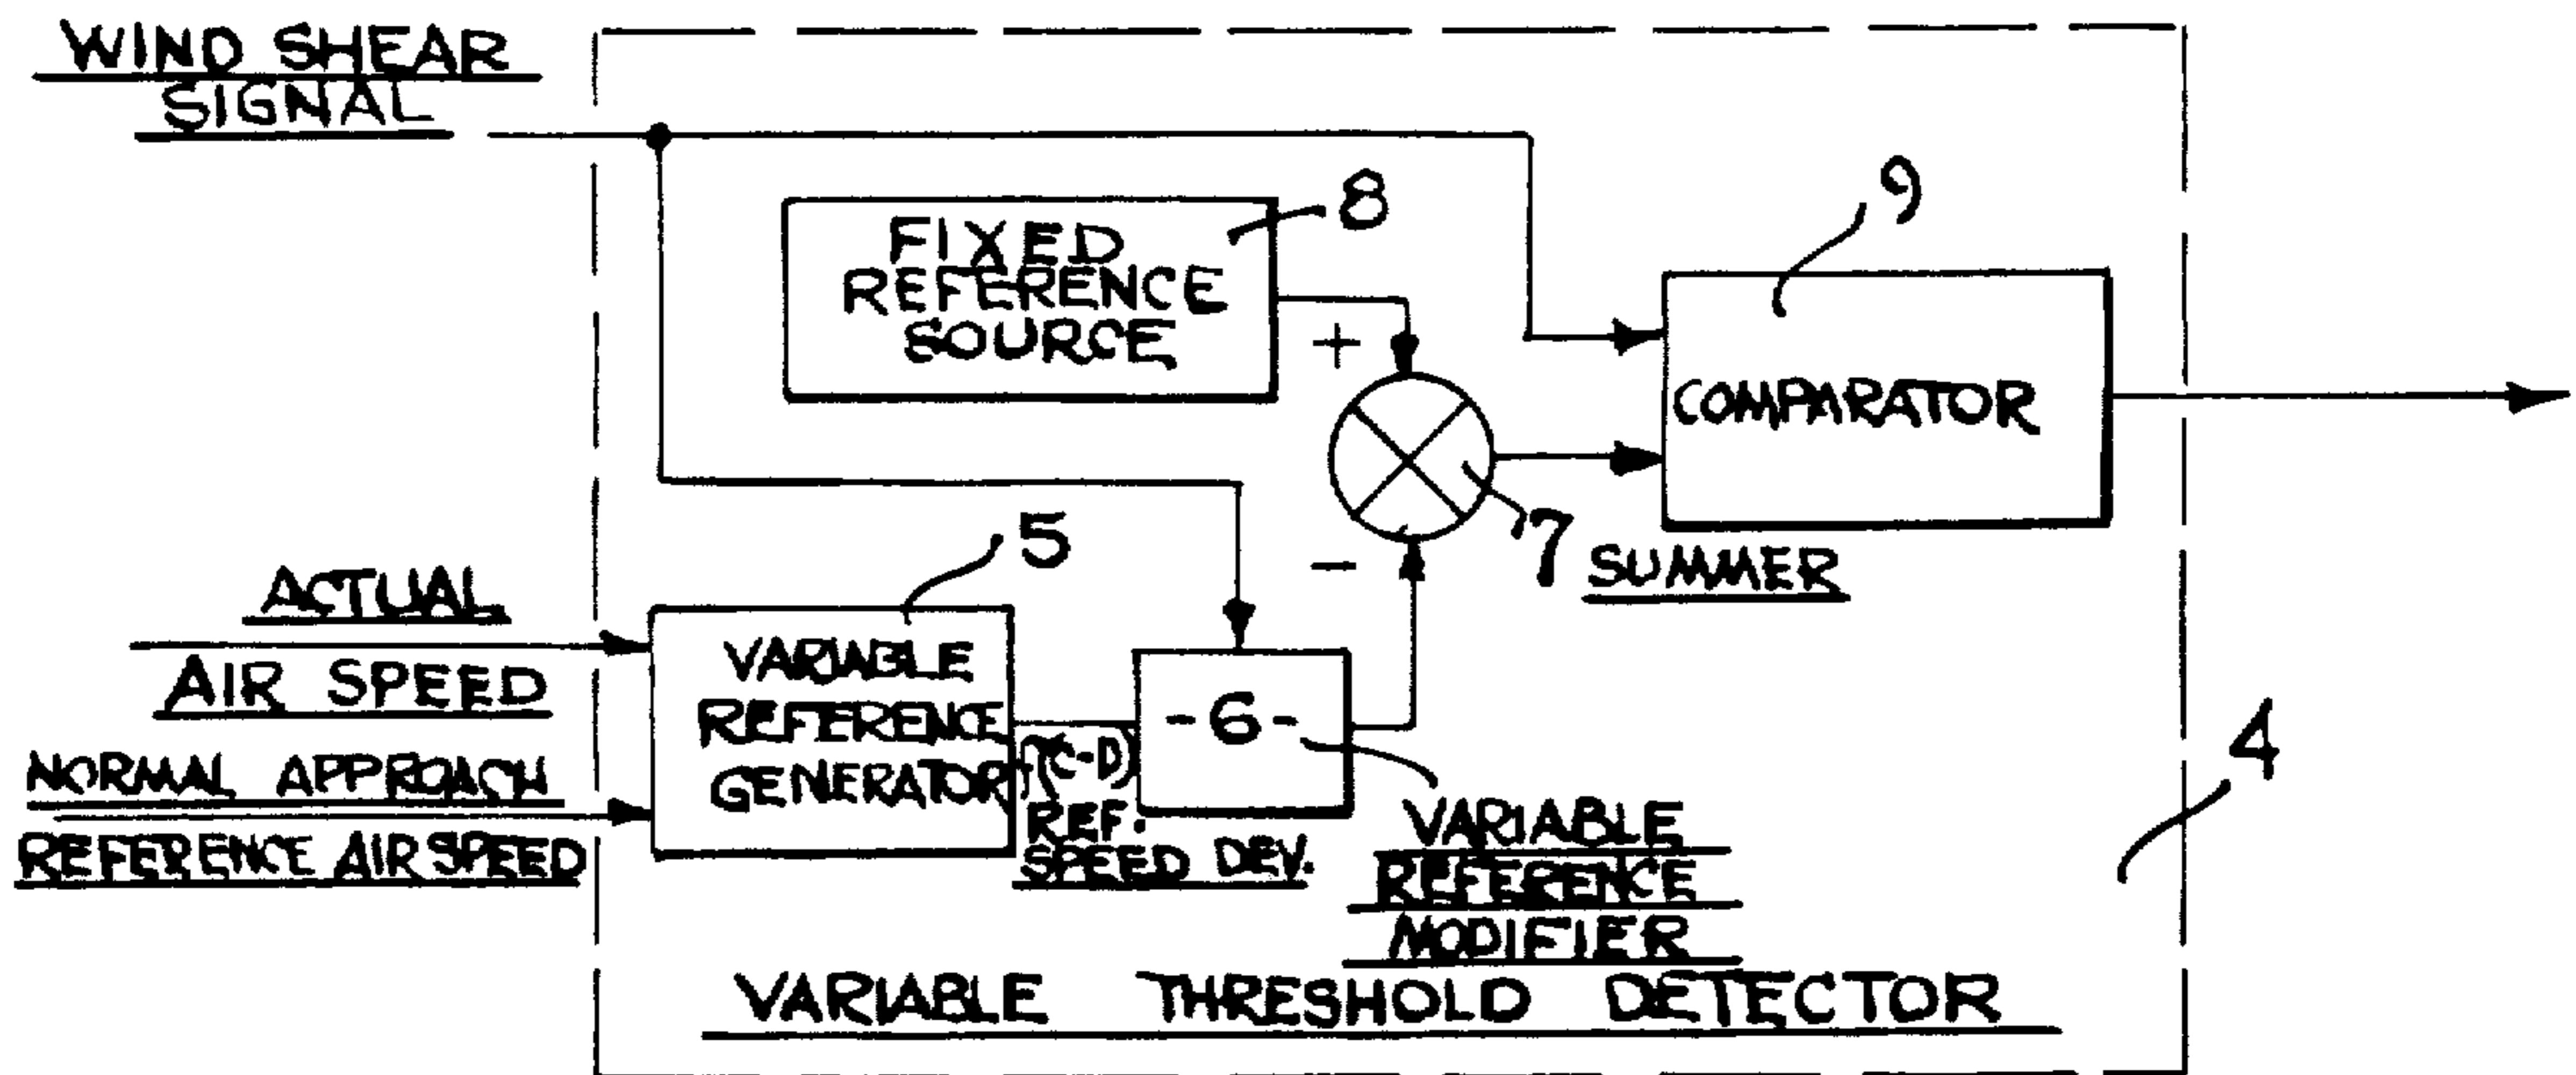 WIND SHEAR
SIGNAL
FIXED
REFERENCE
SOURCE
8
9
+
COMPARATOR
7
SUMMER
-
5
ACTUAL
AIR SPEED
NORMAL APPROACH
REFERENCE AIR SPEED
VARIABLE
REFERENCE
GENERATOR
f(C-D)
REF.
SPEED DEV.
-6-
VARIABLE
REFERENCE
MODIFIER
4
VARIABLE THRESHOLD DETECTOR